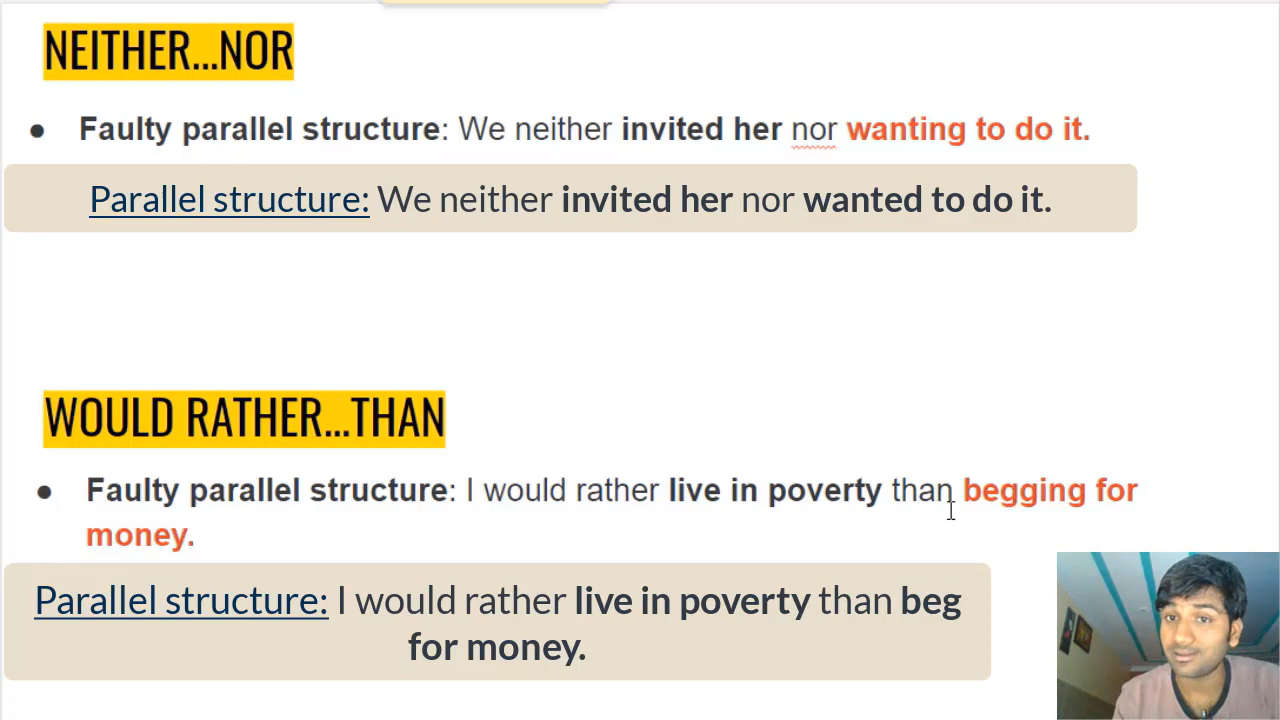 NEITHER...NOR
● Faulty parallel structure: We neither invited her nor wanting to do it.
Parallel structure: We neither invited her nor wanted to do it.
WOULD RATHER...THAN
● Faulty parallel structure: I would rather live in poverty than begging for
money.
Parallel structure: I would rather live in poverty than beg
for money.